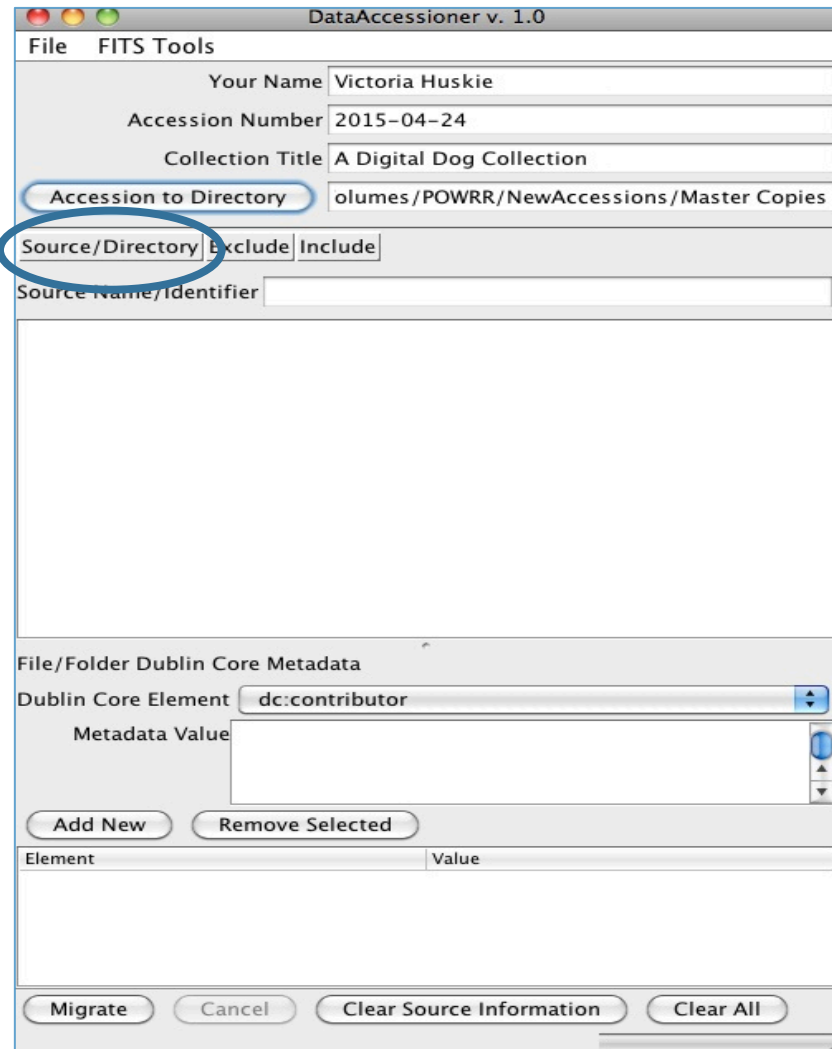 DataAccessioner v. 1.0
File FITS Tools
Your Name Victoria Huskie
Accession Number 2015-04-24
Collection Title A Digital Dog Collection
Accession to Directory olumes/POWRR/NewAccessions/Master Copies
Source/Directory Exclude Include
Source Name/Identifier
File/Folder Dublin Core Metadata
Dublin Core Element dc:contributor
Metadata Value
Add New Remove Selected
Element Value
Migrate Cancel Clear Source Information Clear All